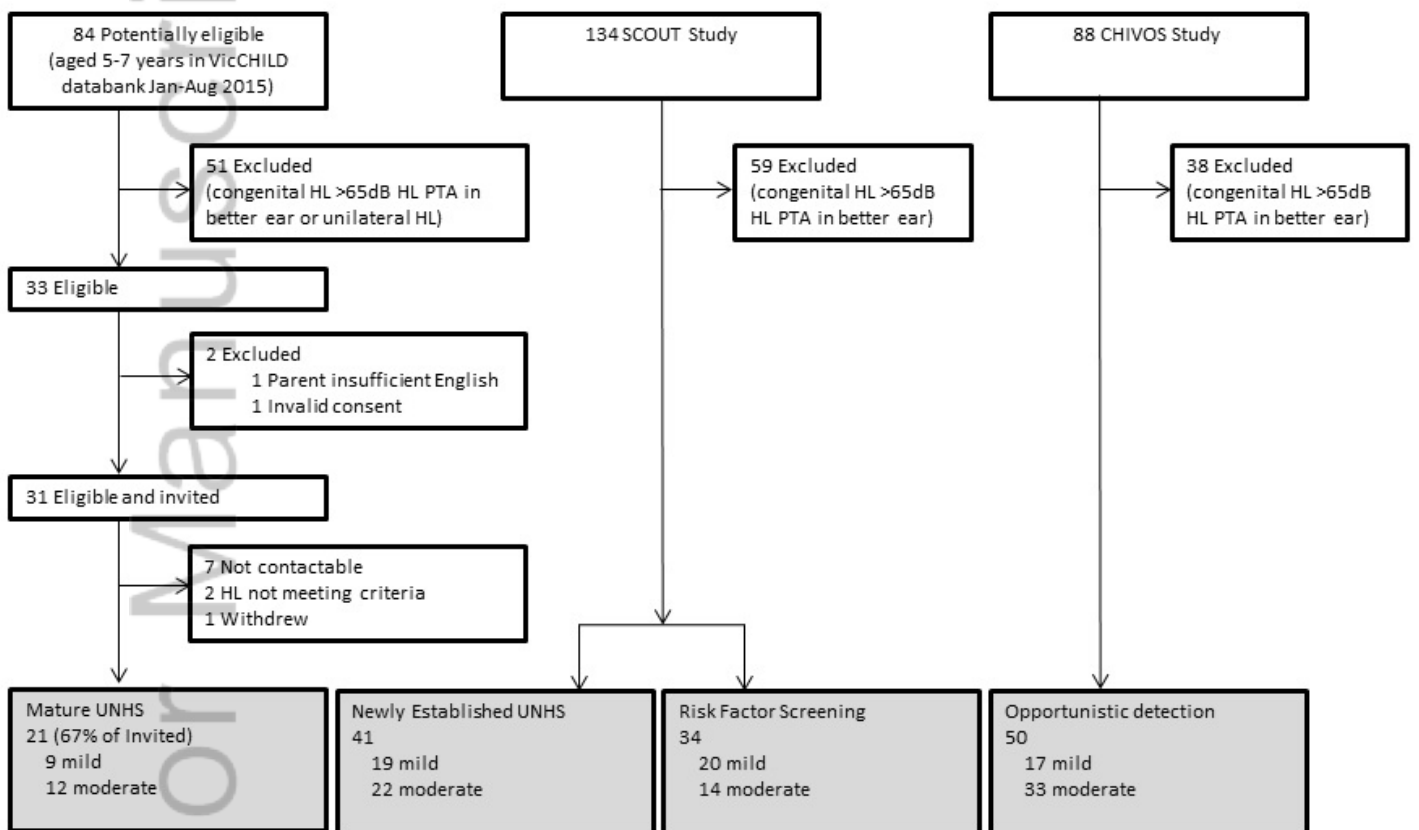 84 Potentially eligible
(aged 5-7 years in VicCHILD
databank Jan-Aug 2015)
134 SCOUT Study
88 CHIVOS Study
51 Excluded
(congenital HL >65dB HL PTA in
better ear or unilateral HL)
59 Excluded
(congenital HL >65dB
HL PTA in better ear)
38 Excluded
(congenital HL >65dB
HL PTA in better ear)
33 Eligible
2 Excluded
1 Parent insufficient English
1 Invalid consent
31 Eligible and invited
7 Not contactable
2 HL not meeting criteria
1 Withdrew
Mature UNHS
21 (67% of Invited)
9 mild
12 moderate
Newly Established UNHS
41
19 mild
22 moderate
Risk Factor Screening
34
20 mild
14 moderate
Opportunistic detection
50
17 mild
33 moderate
or Manuscri